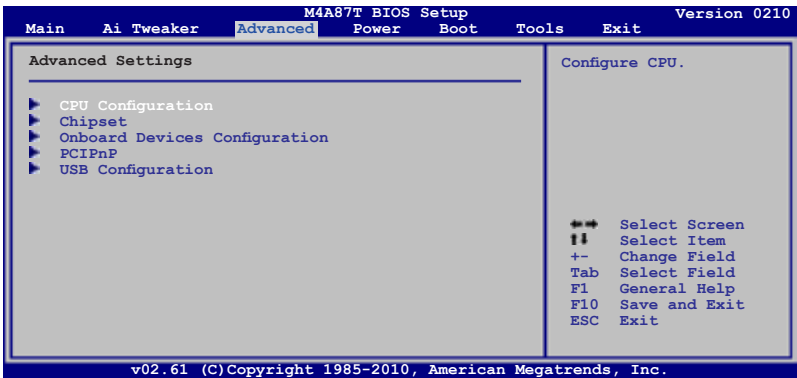 M4A87T BIOS Setup Version 0210
Main Ai Tweaker Advanced Power Boot Tools Exit
Advanced Settings
CPU Configuration
Chipset
Onboard Devices Configuration
PCIPnP
USB Configuration
Configure CPU.
Select Screen
Select Item
+- Change Field
Tab Select Field
F1 General Help
F10 Save and Exit
ESC Exit
v02.61 (C)Copyright 1985-2010, American Megatrends, Inc.